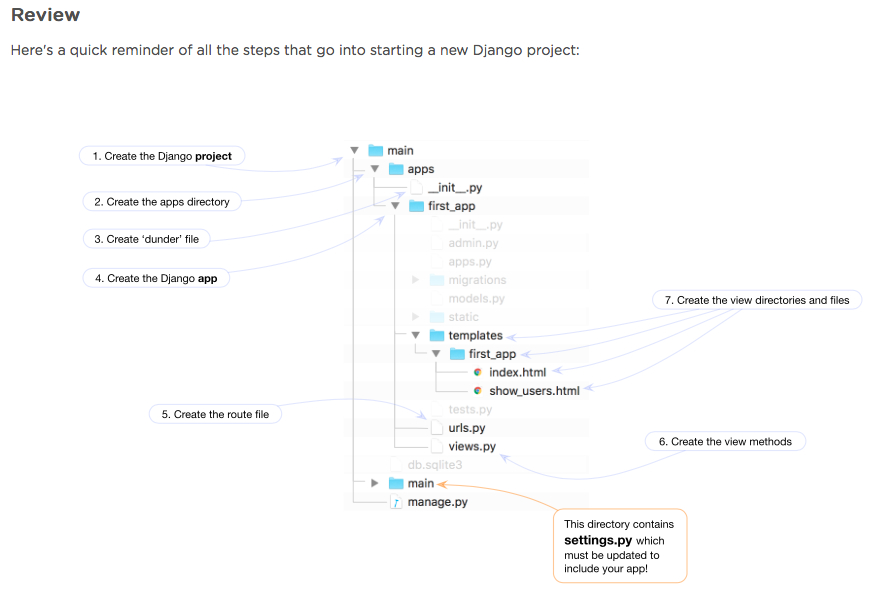 Review
Here's a quick reminder of all the steps that go into starting a new Django project:
1. Create the Django project
2. Create the apps directory
3. Create ‘dunder’ file
4. Create the Django app
main
apps
__init__.py
first_app
__init__.py
admin.py
apps.py
migrations
models.py
static
templates
first_app
index.html
show_users.html
tests.py
urls.py
views.py
db.sqlite3
main
manage.py
7. Create the view directories and files
5. Create the route file
6. Create the view methods
This directory contains
settings.py which
must be updated to
include your app!